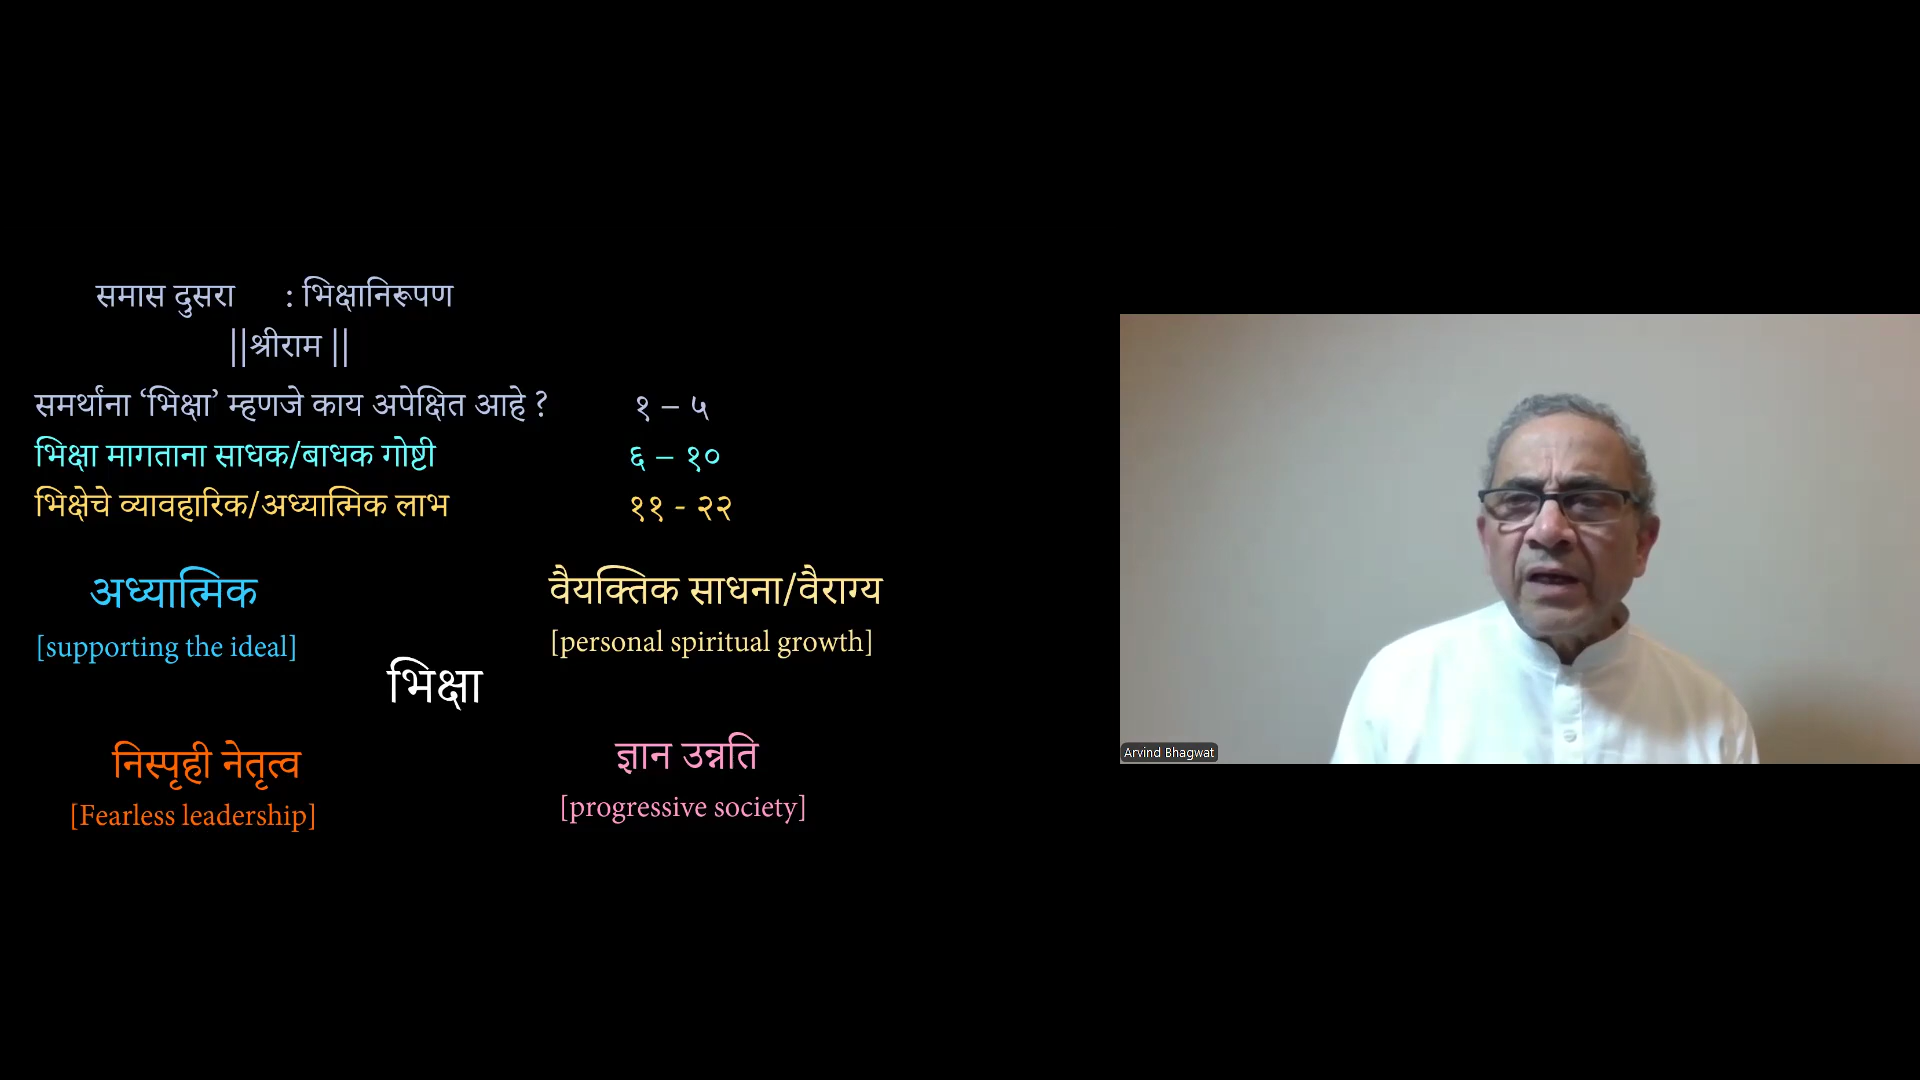 समास दुसरा : भिक्षानिरूपण
||श्रीराम ||
समर्थांना ‘भिक्षा’ म्हणजे काय अपेक्षित आहे ? १ – ५
भिक्षा मागताना साधक/बाधक गोष्टी ६ – १०
भिक्षेचे व्यावहारिक/अध्यात्मिक लाभ ११ - २२
अध्यात्मिक
[supporting the ideal]
वैयक्तिक साधना/वैराग्य
[personal spiritual growth]
भिक्षा
निस्पृही नेतृत्व
[Fearless leadership]
ज्ञान उन्नति
[progressive society]
Arvind Bhagwat